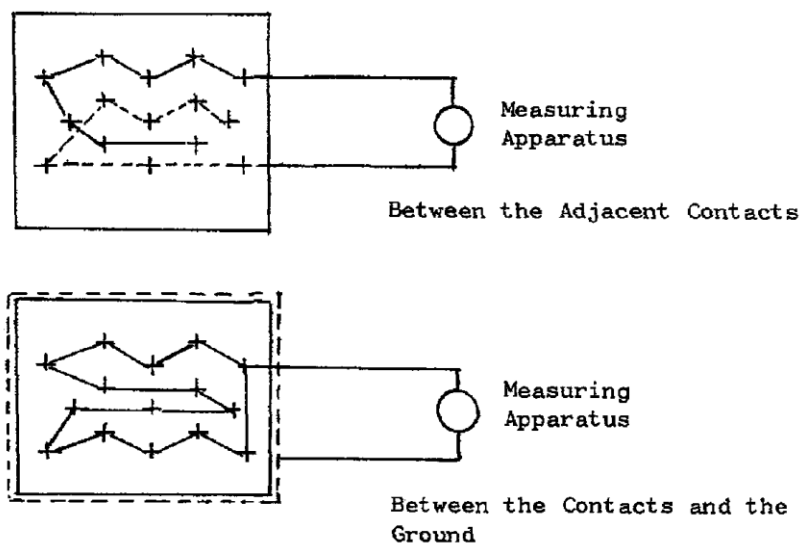 Measuring
Apparatus
Between the Adjacent Contacts
Measuring
Apparatus
Between the Contacts and the
Ground